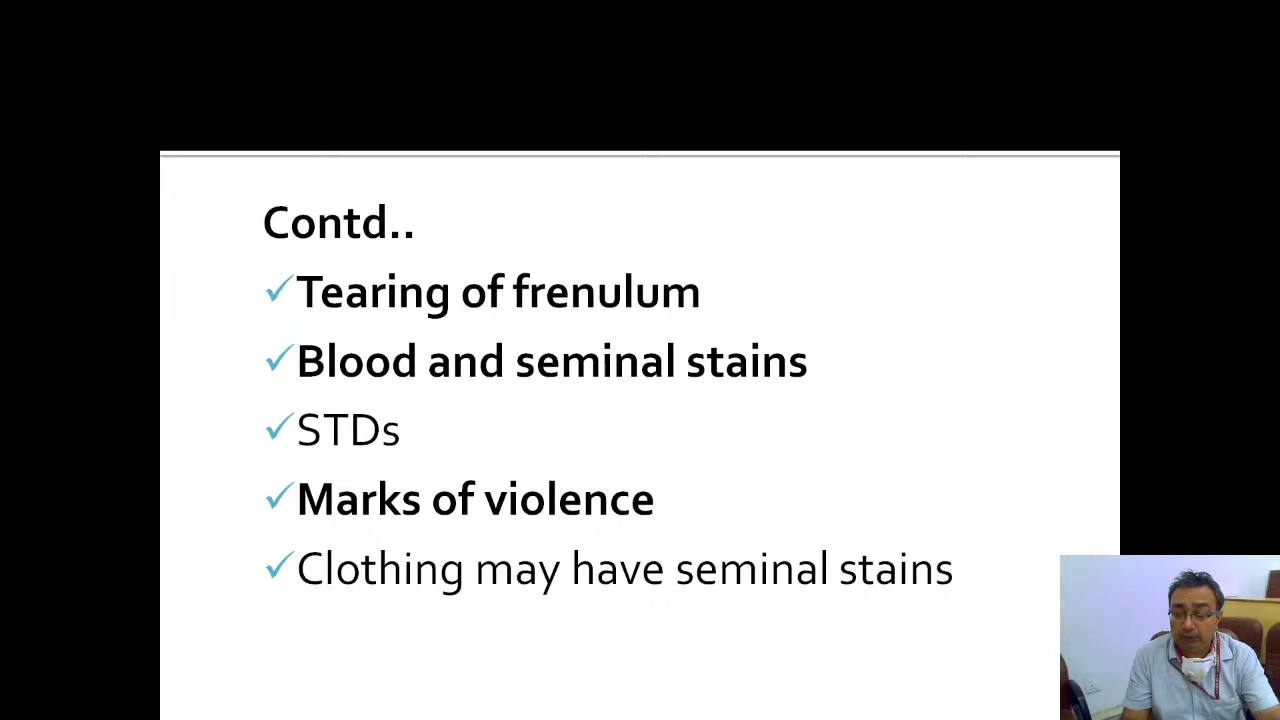 Contd..
✓Tearing of frenulum
✓Blood and seminal stains
✓STDs
✓Marks of violence
✓Clothing may have seminal stains